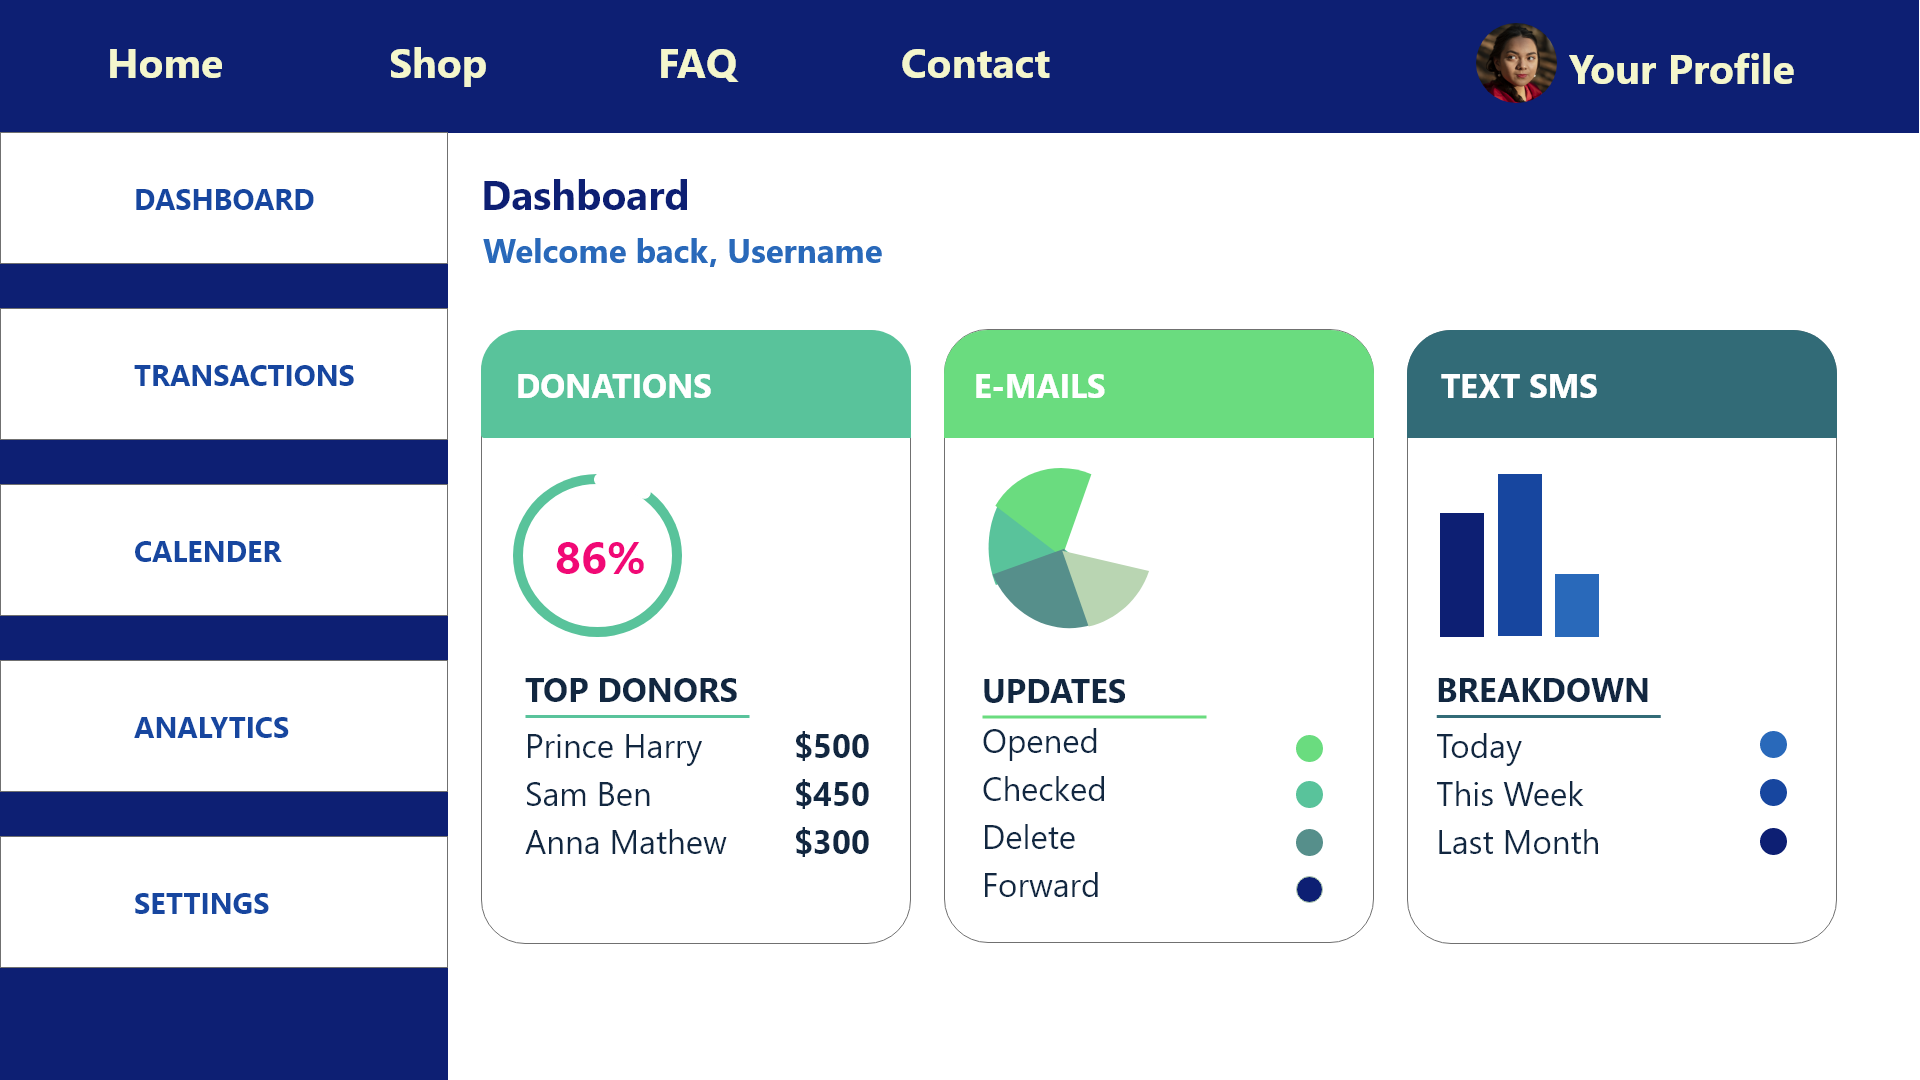 Home Shop FAQ Contact Your Profile
DASHBOARD
TRANSACTIONS
CALENDER
ANALYTICS
SETTINGS
Dashboard
Welcome back, Username
DONATIONS
86%
TOP DONORS
Prince Harry $500
Sam Ben $450
Anna Mathew $300
E-MAILS
UPDATES
Opened
Checked
Delete
Forward
TEXT SMS
BREAKDOWN
Today
This Week
Last Month